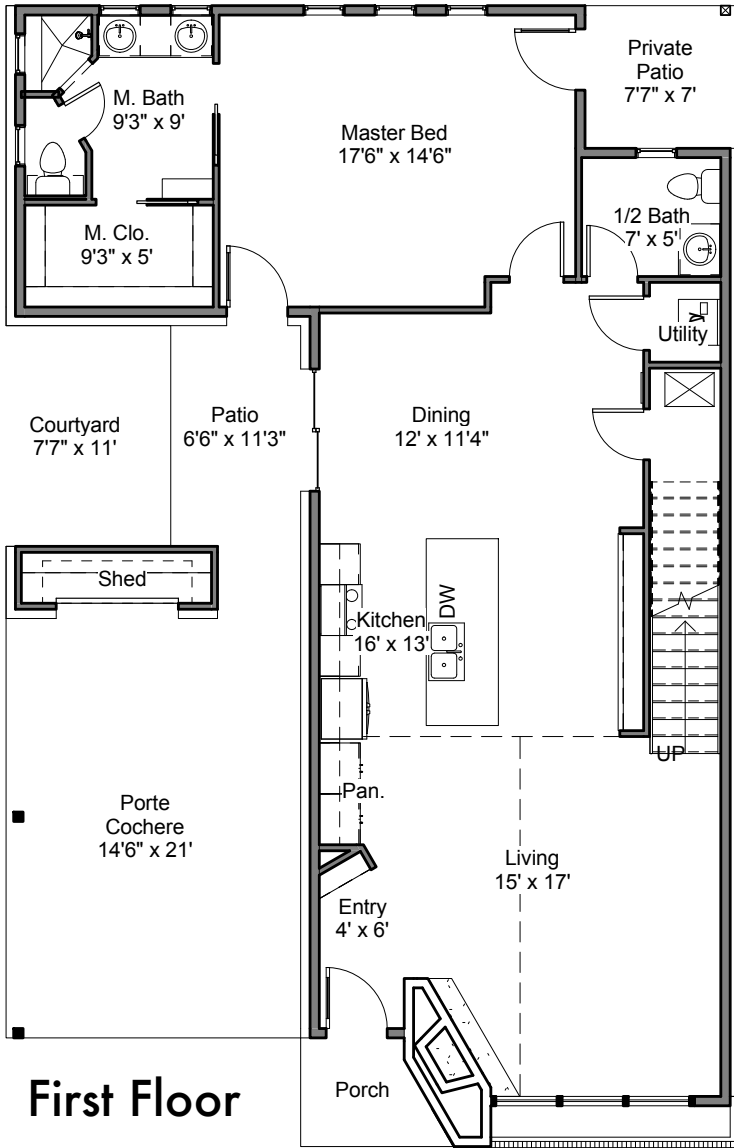 Private
Patio
7'7" x 7'
M. Bath
9'3" x 9'
Master Bed
17'6" x 14'6"
1/2 Bath
7' x 5'
M. Clo.
9'3" x 5'
Utility
Courtyard
7'7" x 11'
Patio
6'6" x 11'3"
Dining
12' x 11'4"
Shed
DW
Kitchen
16' x 13'
UP
Pan.
Porte
Cochere
14'6" x 21'
Living
15' x 17'
Entry
4' x 6'
Porch
First Floor